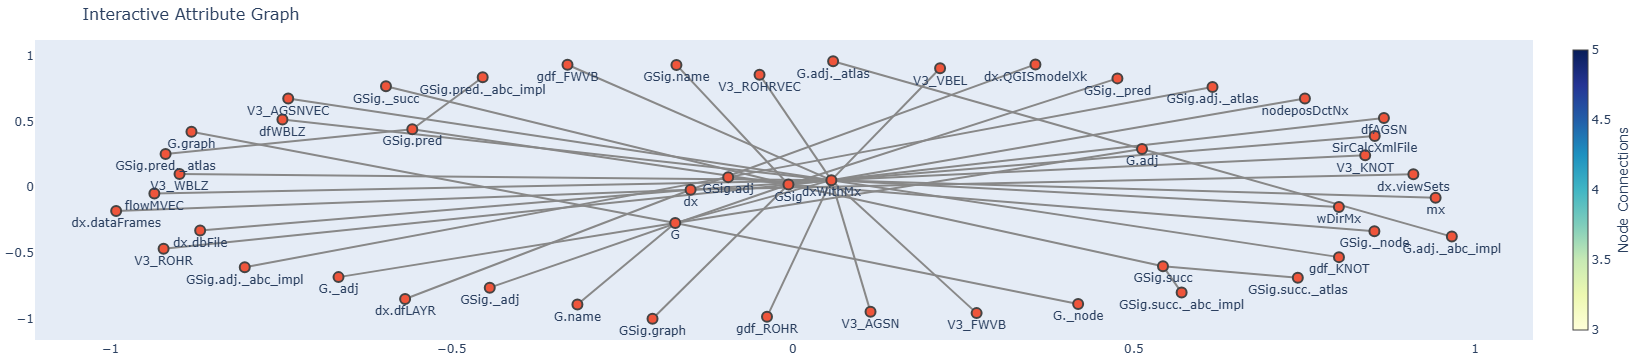 Interactive Attribute Graph
G.adj._atlas
gdf_FWVB
GSig.name
V3_VBEL
dx.QGISmodelXk
V3_ROHRVEC
GSig.pred._abc_impl
GSig._pred
GSig._succ
GSig.adj._atlas
V3_AGSNVEC
nodeposDctNx
dfWBLZ
dfAGSN
GSig.pred
G.graph
SirCalcXmlFile
G.adj
GSig.pred._atlas
V3_KNOT
V3_WBLZ
dx.viewSets
GSig.adj
dxWithMx
GSig
flowMVEC
dx
mx
dx.dataFrames
wDirMx
G
dx.dbFile
GSig._node
G.adj._abc_impl
V3_ROHR
gdf_KNOT
GSig.adj._abc_impl
GSig.succ
G._adj
GSig.succ._atlas
GSig._adj
GSig.succ._abc_impl
dx.dfLAYR
G.name
G._node
GSig.graph
gdf_ROHR
V3_AGSN
V3_FWVB
1
0.5
0
−0.5
−1
−1
−0.5
0
0.5
1
5
4.5
4
3.5
3
Node Connections